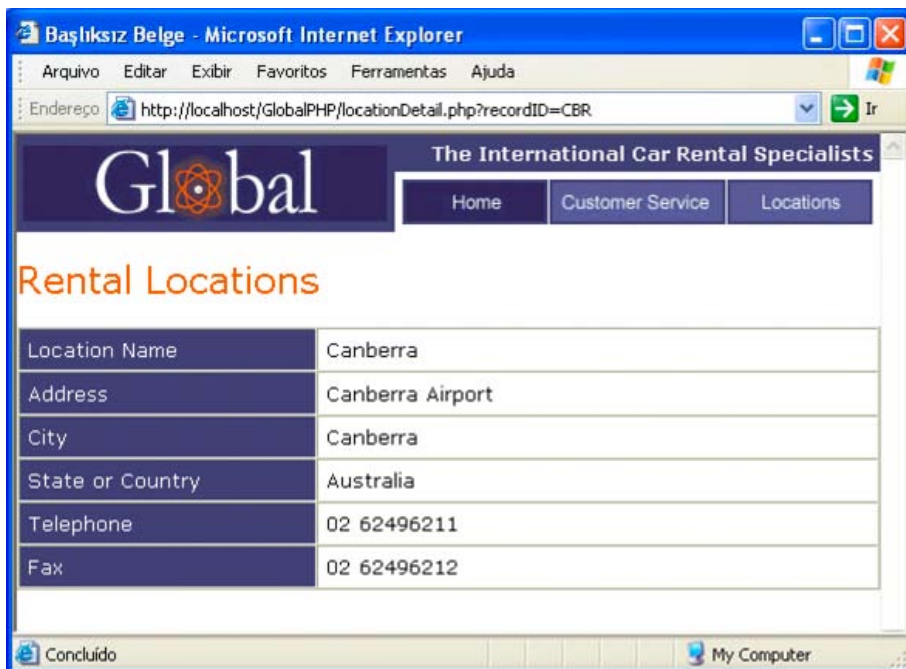 Başlıksız Belge - Microsoft Internet Explorer
Arquivo Editar Exibir Favoritos Ferramentas Ajuda
Endereço http://localhost/GlobalPHP/locationDetail.php?recordID=CBR Ir
The International Car Rental Specialists
Global
Home Customer Service Locations
Rental Locations
Location Name Canberra
Address Canberra Airport
City Canberra
State or Country Australia
Telephone 02 62496211
Fax 02 62496212
Concluído My Computer